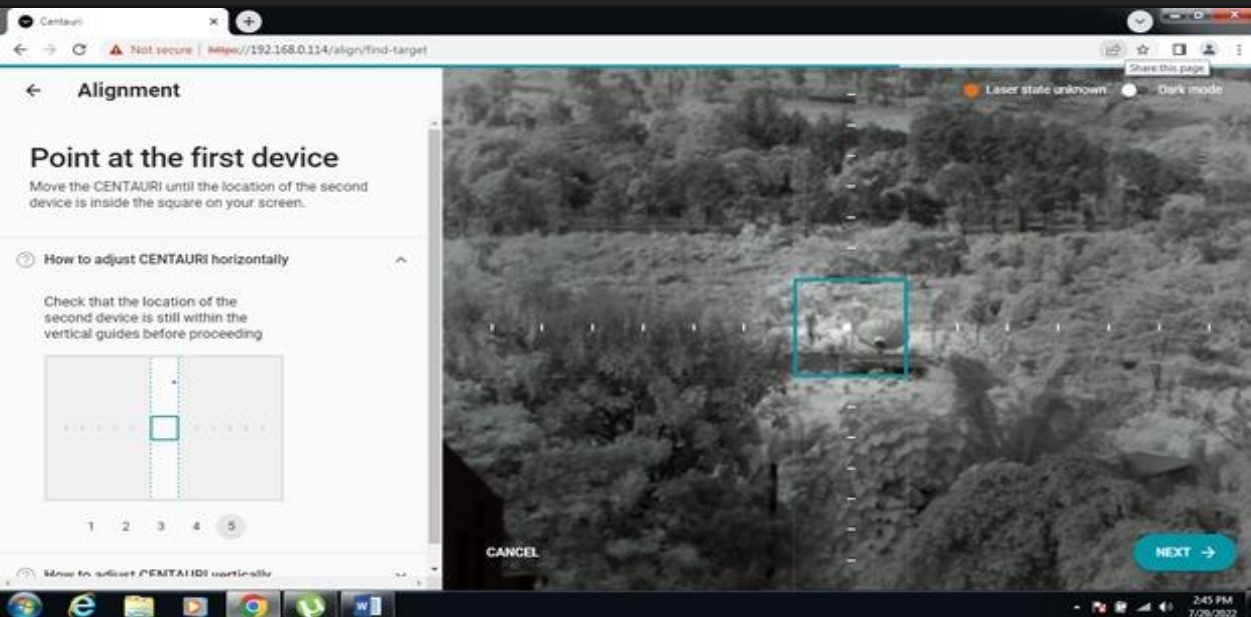 Centauri
Not secure | https://192.168.0.114/align/find-target
Share this page
Alignment
Laser state unknown
Dark mode
Point at the first device
Move the CENTAURI until the location of the second
device is inside the square on your screen.
How to adjust CENTAURI horizontally
Check that the location of the
second device is still within the
vertical guides before proceeding
1 2 3 4 5
How to adjust CENTAURI vertically
CANCEL
NEXT
2:45 PM
7/29/2022